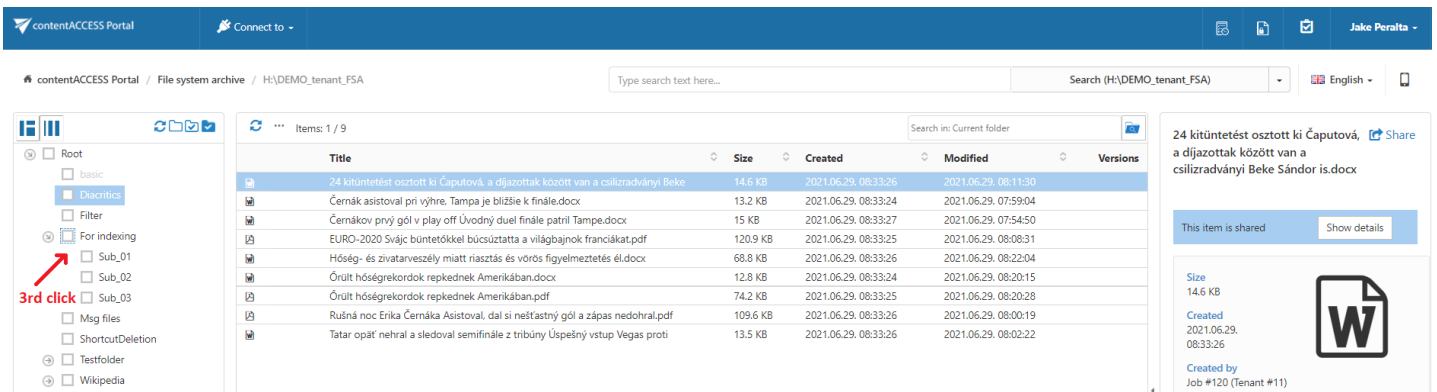 contentACCESS Portal
Connect to
Jake Peralta
contentACCESS Portal / File system archive / H:\DEMO_tenant_FSA
Type search text here...
Search (H:\DEMO_tenant_FSA)
English
Items: 1 / 9
Search in: Current folder
Root
basic
Diacritics
Filter
For indexing
Sub_01
Sub_02
3rd click
Sub_03
Msg files
ShortcutDeletion
Testfolder
Wikipedia
Title Size Created Modified Versions
24 kitüntetést osztott ki Čaputová, a díjazottak között van a csilizradványi Beke 14.6 KB 2021.06.29. 08:33:26 2021.06.29. 08:11:30
Černák asistoval pri výhre, Tampa je bližšie k finále.docx 13.2 KB 2021.06.29. 08:33:24 2021.06.29. 07:59:04
Černákov prvý gól v play off Úvodný duel finále patril Tampe.docx 15 KB 2021.06.29. 08:33:27 2021.06.29. 07:54:50
EURO-2020 Svájc büntetőkkel búcsúztatta a világbajnok franciákat.pdf 120.9 KB 2021.06.29. 08:33:25 2021.06.29. 08:08:31
Hőség- és zivatarveszély miatt riasztás és vörös figyelmeztetés él.docx 68.8 KB 2021.06.29. 08:33:26 2021.06.29. 08:22:04
Őrült hőségrekordok repkednek Amerikában.docx 12.8 KB 2021.06.29. 08:33:24 2021.06.29. 08:20:15
Őrült hőségrekordok repkednek Amerikában.pdf 74.2 KB 2021.06.29. 08:33:25 2021.06.29. 08:20:28
Rušná noc Erika Černáka Asistoval, dal si nešťastný gól a zápas nedohral.pdf 109.6 KB 2021.06.29. 08:33:26 2021.06.29. 08:00:19
Tatar opäť nehral a sledoval semifinále z tribúny Úspešný vstup Vegas proti 13.5 KB 2021.06.29. 08:33:26 2021.06.29. 08:02:22
24 kitüntetést osztott ki Čaputová, Share
a díjazottak között van a
csilizradványi Beke Sándor is.docx
This item is shared Show details
Size
14.6 KB
Created
2021.06.29.
08:33:26
Created by
Job #120 (Tenant #11)
W